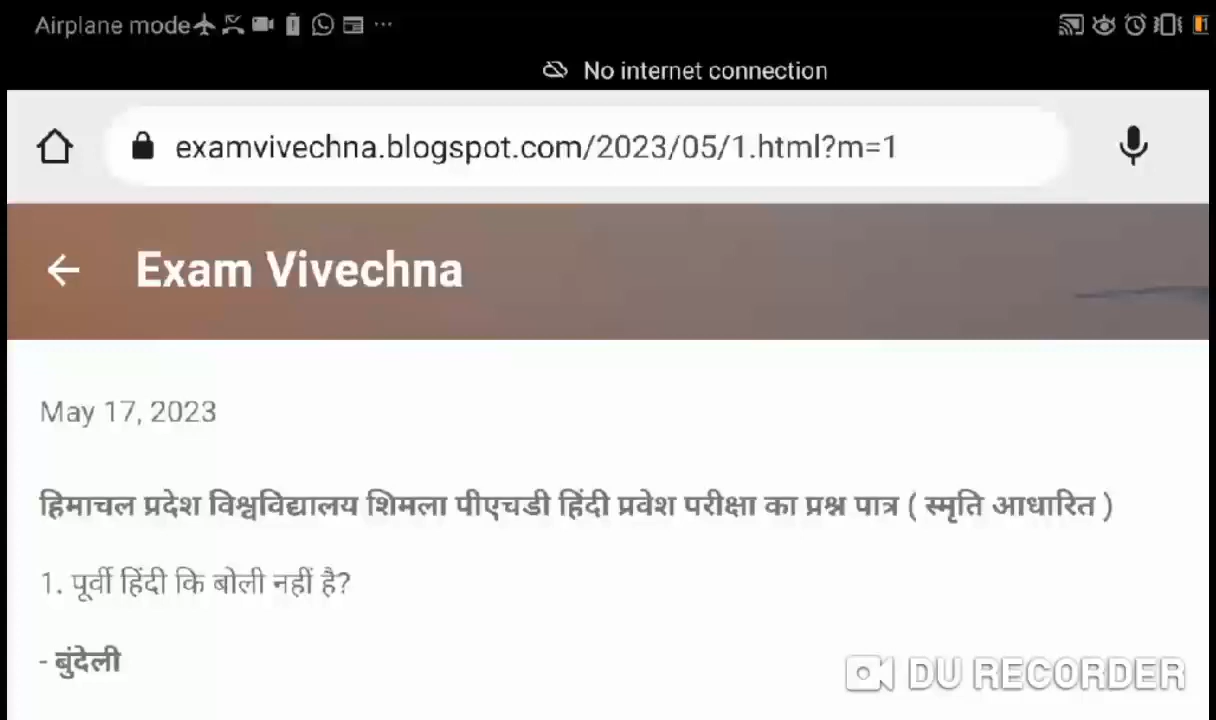 Airplane mode
No internet connection
examvivechna.blogspot.com/2023/05/1.html?m=1
Exam Vivechna
May 17, 2023
हिमाचल प्रदेश विश्वविद्यालय शिमला पीएचडी हिंदी प्रवेश परीक्षा का प्रश्न पात्र ( स्मृति आधारित )
1. पूर्वी हिंदी कि बोली नहीं है?
- बुंदेली
DU RECORDER